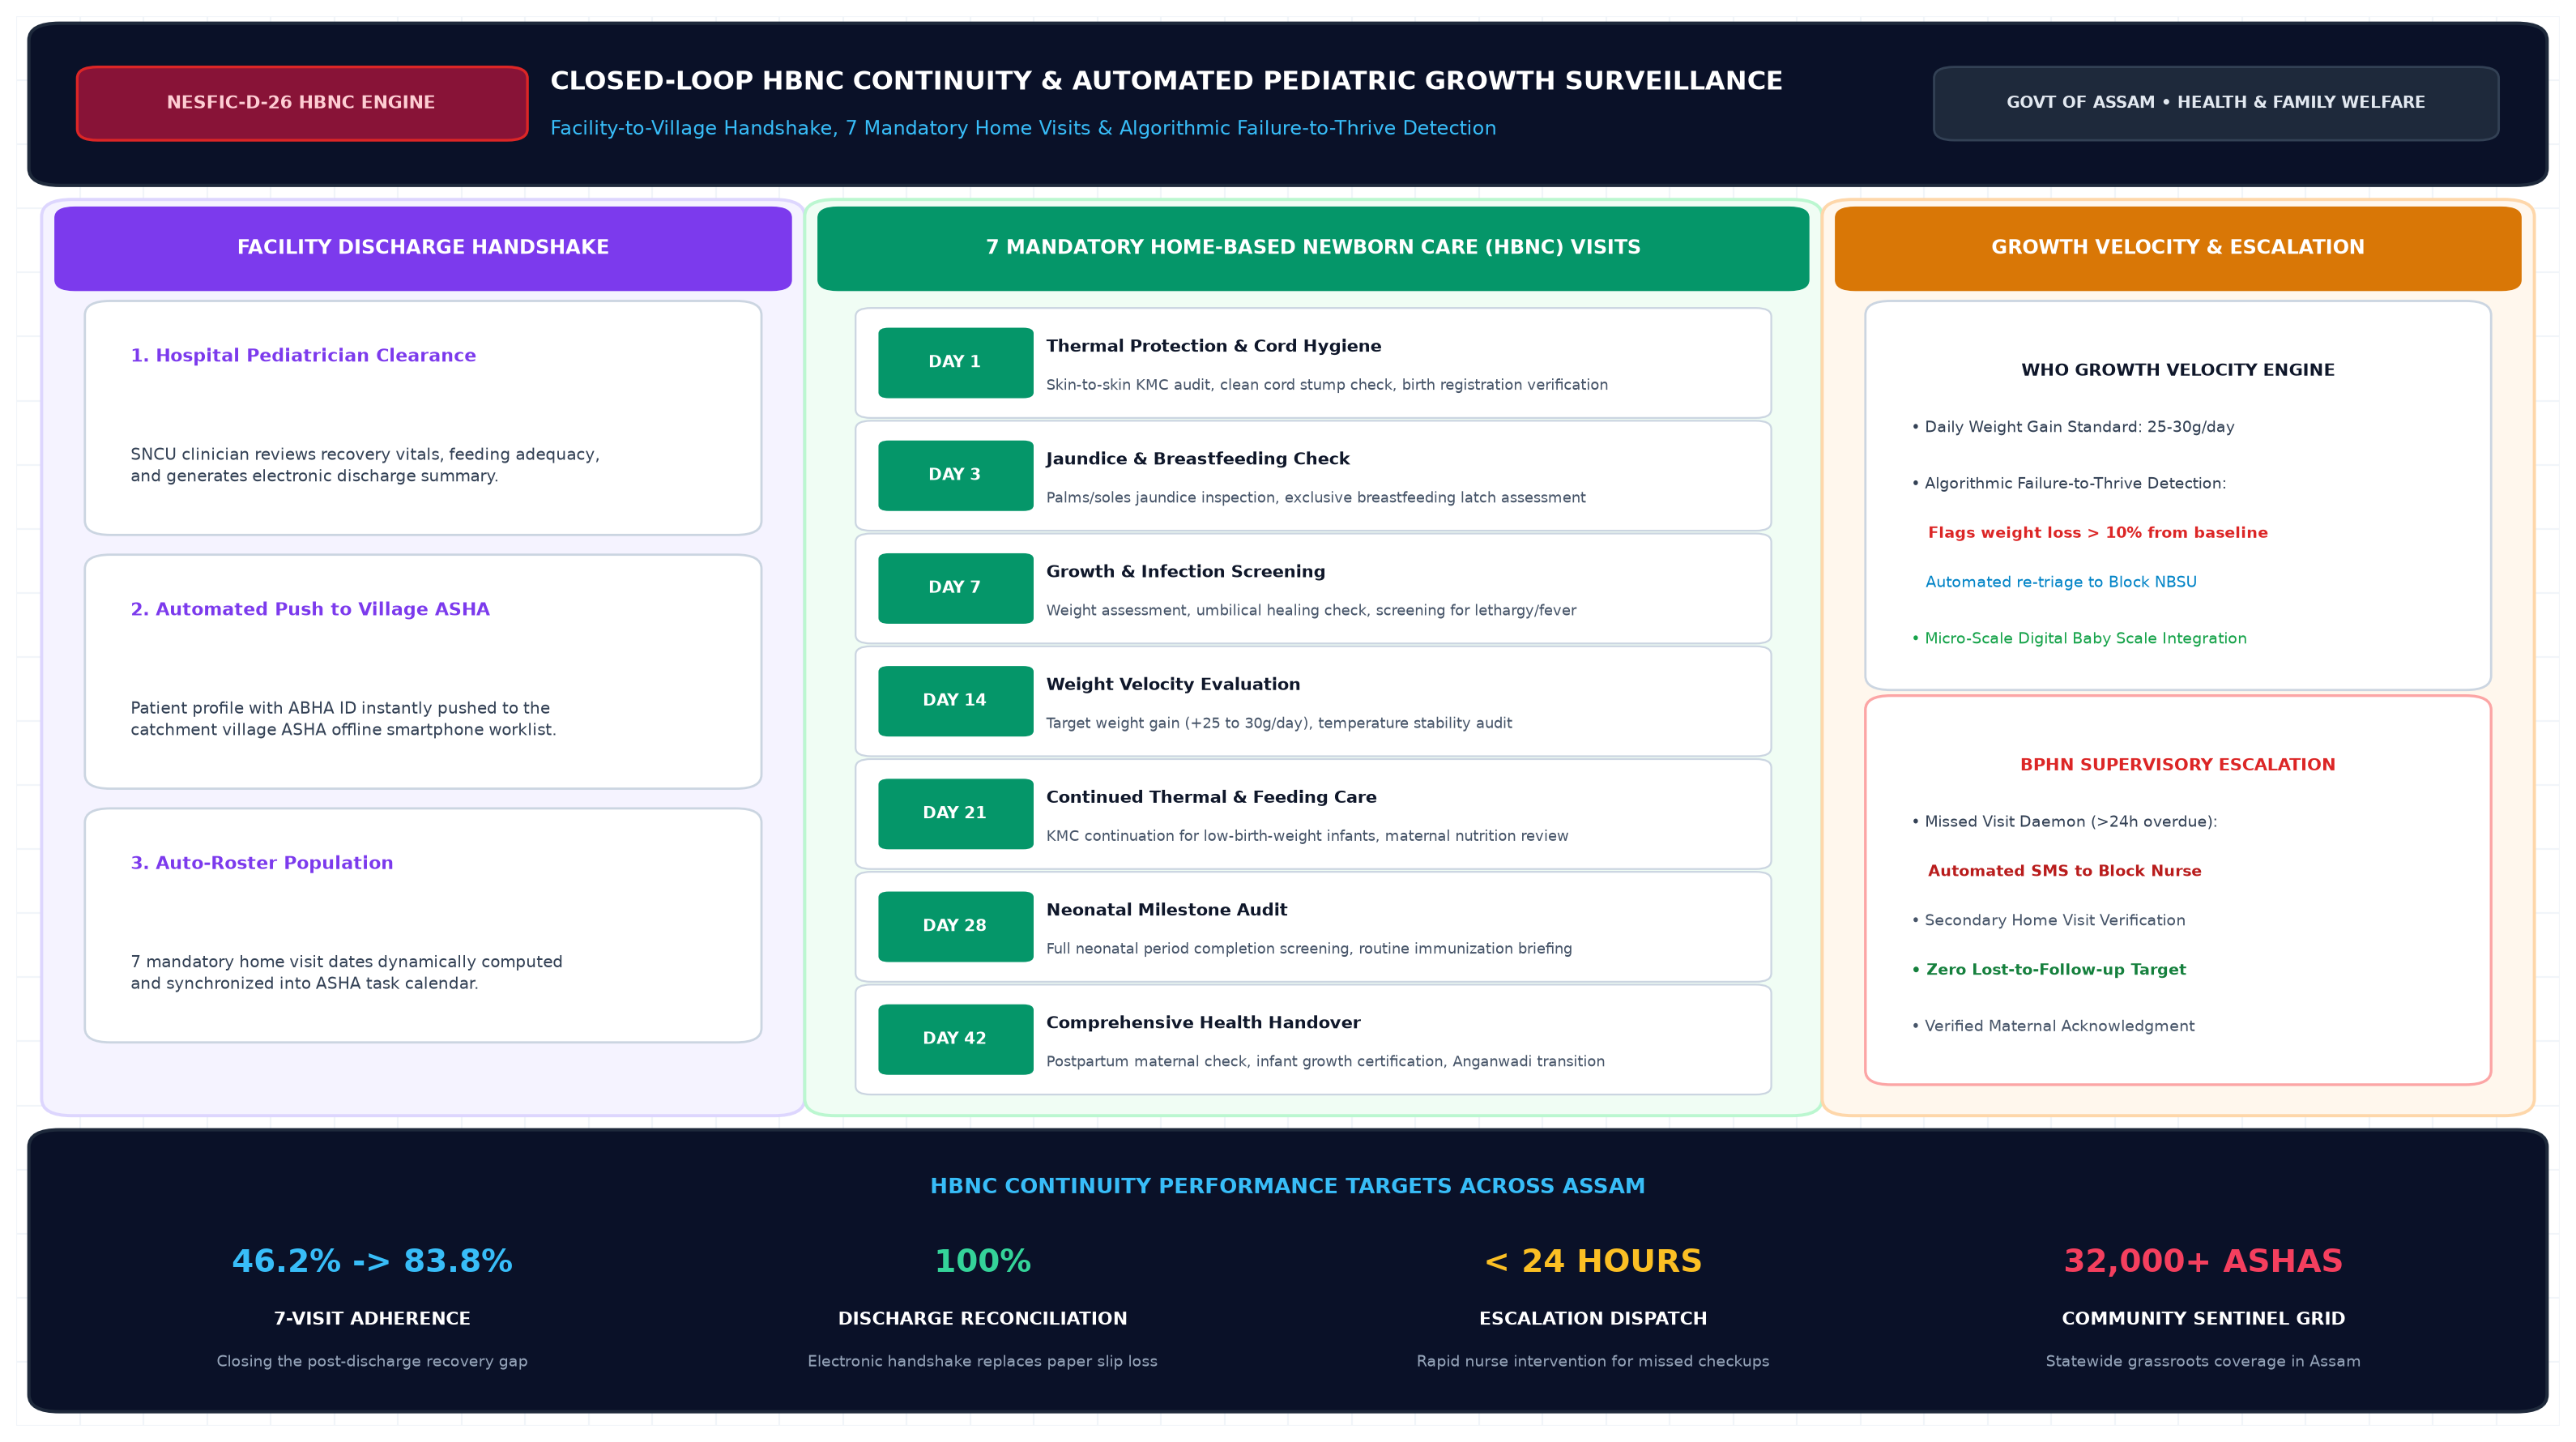 NESFIC-D-26 HBNC ENGINE
CLOSED-LOOP HBNC CONTINUITY & AUTOMATED PEDIATRIC GROWTH SURVEILLANCE
Facility-to-Village Handshake, 7 Mandatory Home Visits & Algorithmic Failure-to-Thrive Detection
GOVT OF ASSAM • HEALTH & FAMILY WELFARE
FACILITY DISCHARGE HANDSHAKE
1. Hospital Pediatrician Clearance
SNCU clinician reviews recovery vitals, feeding adequacy,
and generates electronic discharge summary.
2. Automated Push to Village ASHA
Patient profile with ABHA ID instantly pushed to the
catchment village ASHA offline smartphone worklist.
3. Auto-Roster Population
7 mandatory home visit dates dynamically computed
and synchronized into ASHA task calendar.
7 MANDATORY HOME-BASED NEWBORN CARE (HBNC) VISITS
DAY 1
Thermal Protection & Cord Hygiene
Skin-to-skin KMC audit, clean cord stump check, birth registration verification
DAY 3
Jaundice & Breastfeeding Check
Palms/soles jaundice inspection, exclusive breastfeeding latch assessment
DAY 7
Growth & Infection Screening
Weight assessment, umbilical healing check, screening for lethargy/fever
DAY 14
Weight Velocity Evaluation
Target weight gain (+25 to 30g/day), temperature stability audit
DAY 21
Continued Thermal & Feeding Care
KMC continuation for low-birth-weight infants, maternal nutrition review
DAY 28
Neonatal Milestone Audit
Full neonatal period completion screening, routine immunization briefing
DAY 42
Comprehensive Health Handover
Postpartum maternal check, infant growth certification, Anganwadi transition
GROWTH VELOCITY & ESCALATION
WHO GROWTH VELOCITY ENGINE
• Daily Weight Gain Standard: 25-30g/day
• Algorithmic Failure-to-Thrive Detection:
Flags weight loss > 10% from baseline
Automated re-triage to Block NBSU
• Micro-Scale Digital Baby Scale Integration
BPHN SUPERVISORY ESCALATION
• Missed Visit Daemon (>24h overdue):
Automated SMS to Block Nurse
• Secondary Home Visit Verification
• Zero Lost-to-Follow-up Target
• Verified Maternal Acknowledgment
HBNC CONTINUITY PERFORMANCE TARGETS ACROSS ASSAM
46.2% -> 83.8%
7-VISIT ADHERENCE
Closing the post-discharge recovery gap
100%
DISCHARGE RECONCILIATION
Electronic handshake replaces paper slip loss
< 24 HOURS
ESCALATION DISPATCH
Rapid nurse intervention for missed checkups
32,000+ ASHAS
COMMUNITY SENTINEL GRID
Statewide grassroots coverage in Assam